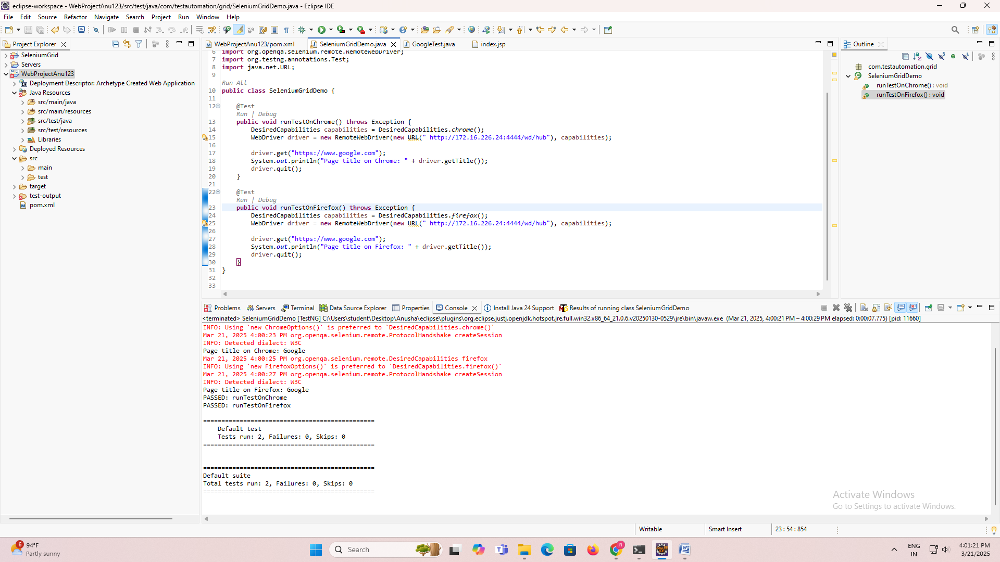 eclipse-workspace - WebProjectAnu123/src/test/java/com/testautomation/grid/SeleniumGridDemo.java - Eclipse IDE
File Edit Source Refactor Navigate Search Project Run Window Help
Project Explorer
SeleniumGrid
Servers
WebProjectAnu123
Deployment Descriptor: Archetype Created Web Application
Java Resources
src/main/java
src/main/resources
src/test/java
src/test/resources
Libraries
Deployed Resources
src
main
test
target
test-output
pom.xml
WebProjectAnu123/pom.xml SeleniumGridDemo.java GoogleTest.java index.jsp
6 import org.openqa.selenium.remote.RemoteWebDriver;
7 import org.testng.annotations.Test;
8 import java.net.URL;
9
Run All
10 public class SeleniumGridDemo {
11
12 @Test
Run | Debug
13 public void runTestOnChrome() throws Exception {
14 DesiredCapabilities capabilities = DesiredCapabilities.chrome();
15 WebDriver driver = new RemoteWebDriver(new URL(" http://172.16.226.24:4444/wd/hub"), capabilities);
16
17 driver.get("https://www.google.com");
18 System.out.println("Page title on Chrome: " + driver.getTitle());
19 driver.quit();
20 }
21
22 @Test
Run | Debug
23 public void runTestOnFirefox() throws Exception {
24 DesiredCapabilities capabilities = DesiredCapabilities.firefox();
25 WebDriver driver = new RemoteWebDriver(new URL(" http://172.16.226.24:4444/wd/hub"), capabilities);
26
27 driver.get("https://www.google.com");
28 System.out.println("Page title on Firefox: " + driver.getTitle());
29 driver.quit();
30 }
31 }
32
33
Outline
com.testautomation.grid
SeleniumGridDemo
runTestOnChrome() : void
runTestOnFirefox() : void
Problems Servers Terminal Data Source Explorer Properties Console Install Java 24 Support Results of running class SeleniumGridDemo
<terminated> SeleniumGridDemo [TestNG] C:\Users\student\Desktop\Anusha\eclipse\plugins\org.eclipse.justj.openjdk.hotspot.jre.full.win32.x86_64_21.0.6.v20250130-0529\jre\bin\javaw.exe (Mar 21, 2025, 4:00:21 PM – 4:00:29 PM elapsed: 0:00:07.775) [pid: 11660]
INFO: Using `new ChromeOptions()` is preferred to `DesiredCapabilities.chrome()`
Mar 21, 2025 4:00:23 PM org.openqa.selenium.remote.ProtocolHandshake createSession
INFO: Detected dialect: W3C
Page title on Chrome: Google
Mar 21, 2025 4:00:25 PM org.openqa.selenium.remote.DesiredCapabilities firefox
INFO: Using `new FirefoxOptions()` is preferred to `DesiredCapabilities.firefox()`
Mar 21, 2025 4:00:27 PM org.openqa.selenium.remote.ProtocolHandshake createSession
INFO: Detected dialect: W3C
Page title on Firefox: Google
PASSED: runTestOnChrome
PASSED: runTestOnFirefox
===============================================
Default test
Tests run: 2, Failures: 0, Skips: 0
===============================================
===============================================
Default suite
Total tests run: 2, Failures: 0, Skips: 0
===============================================
Activate Windows
Go to Settings to activate Windows.
Writable Smart Insert 23 : 54 : 854
6 94°F
Partly sunny
Search
R
ENG
IN
4:01:21 PM
3/21/2025